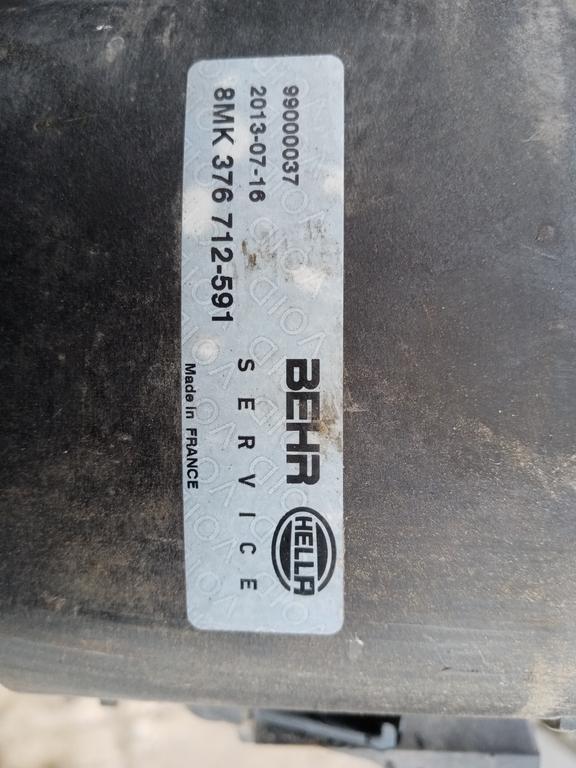 99000037
2013-07-16
8MK 376 712-591
BEHR
HELLA
SERVICE
Made in FRANCE